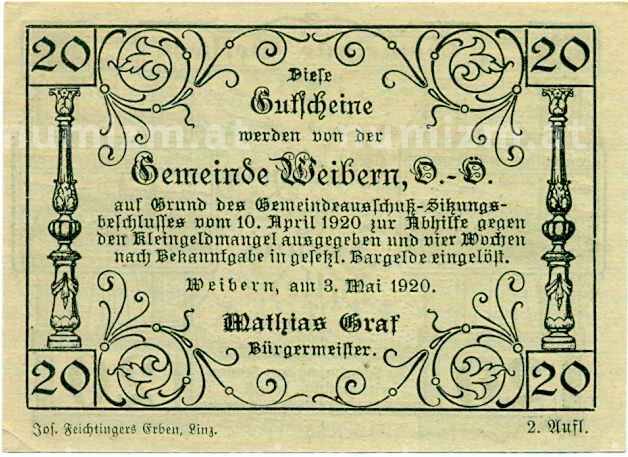 20 20
Diese
Gutscheine
werden von der
Gemeinde Weibern, O.-Ö.
auf Grund des Gemeindeausschuß-Sitzungs-
beschlusses vom 10. April 1920 zur Abhilfe gegen
den Kleingeldmangel ausgegeben und vier Wochen
nach Bekanntgabe in gesetzl. Bargelde eingelöst.
Weibern, am 3. Mai 1920.
Mathias Graf
Bürgermeister.
20 20
Jos. Feichtingers Erben, Linz. 2. Aufl.